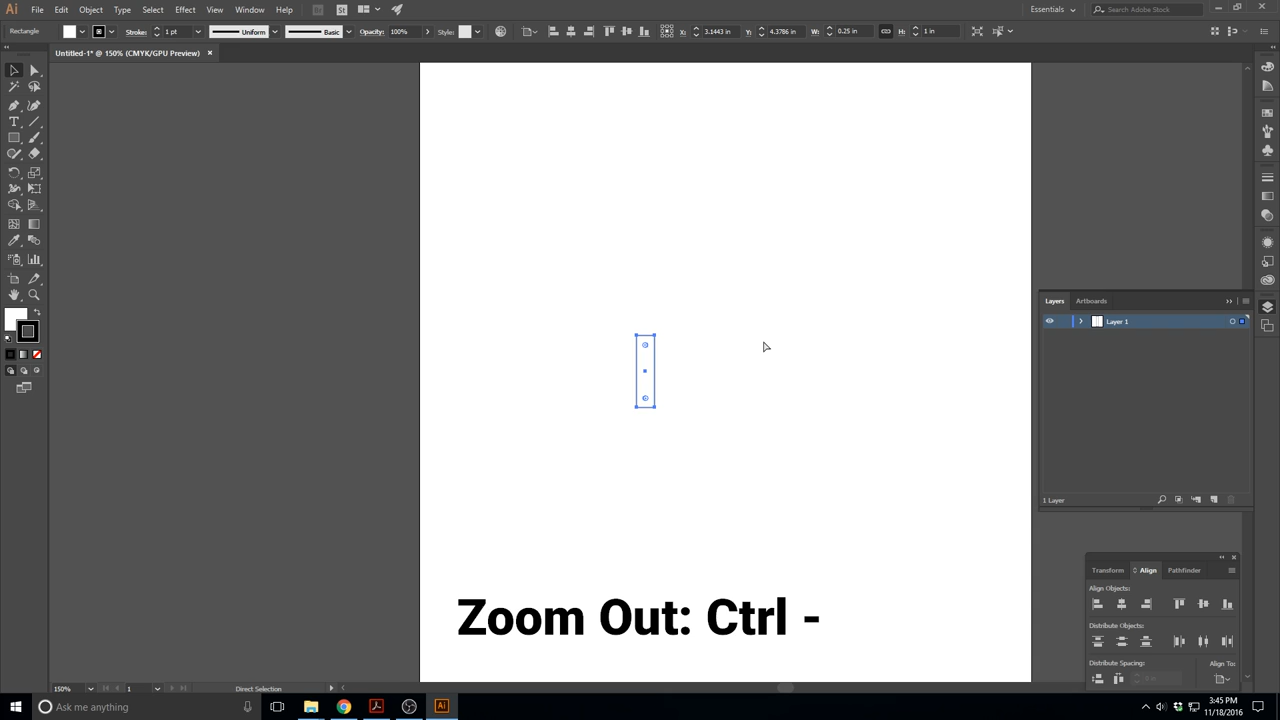 Ai File Edit Object Type Select Effect View Window Help Br St Essentials Search Adobe Stock
Rectangle Stroke: 1 pt Uniform Basic Opacity: 100% Style: X: 3.1443 in Y: 4.3786 in W: 0.25 in H: 1 in
Untitled-1* @ 150% (CMYK/GPU Preview) ×
Layers Artboards
Layer 1
1 Layer
Transform Align Pathfinder
Align Objects:
Distribute Objects:
Distribute Spacing: Align To:
Zoom Out: Ctrl -
150% 1 Direct Selection
Ask me anything Ai 3:45 PM
11/18/2016